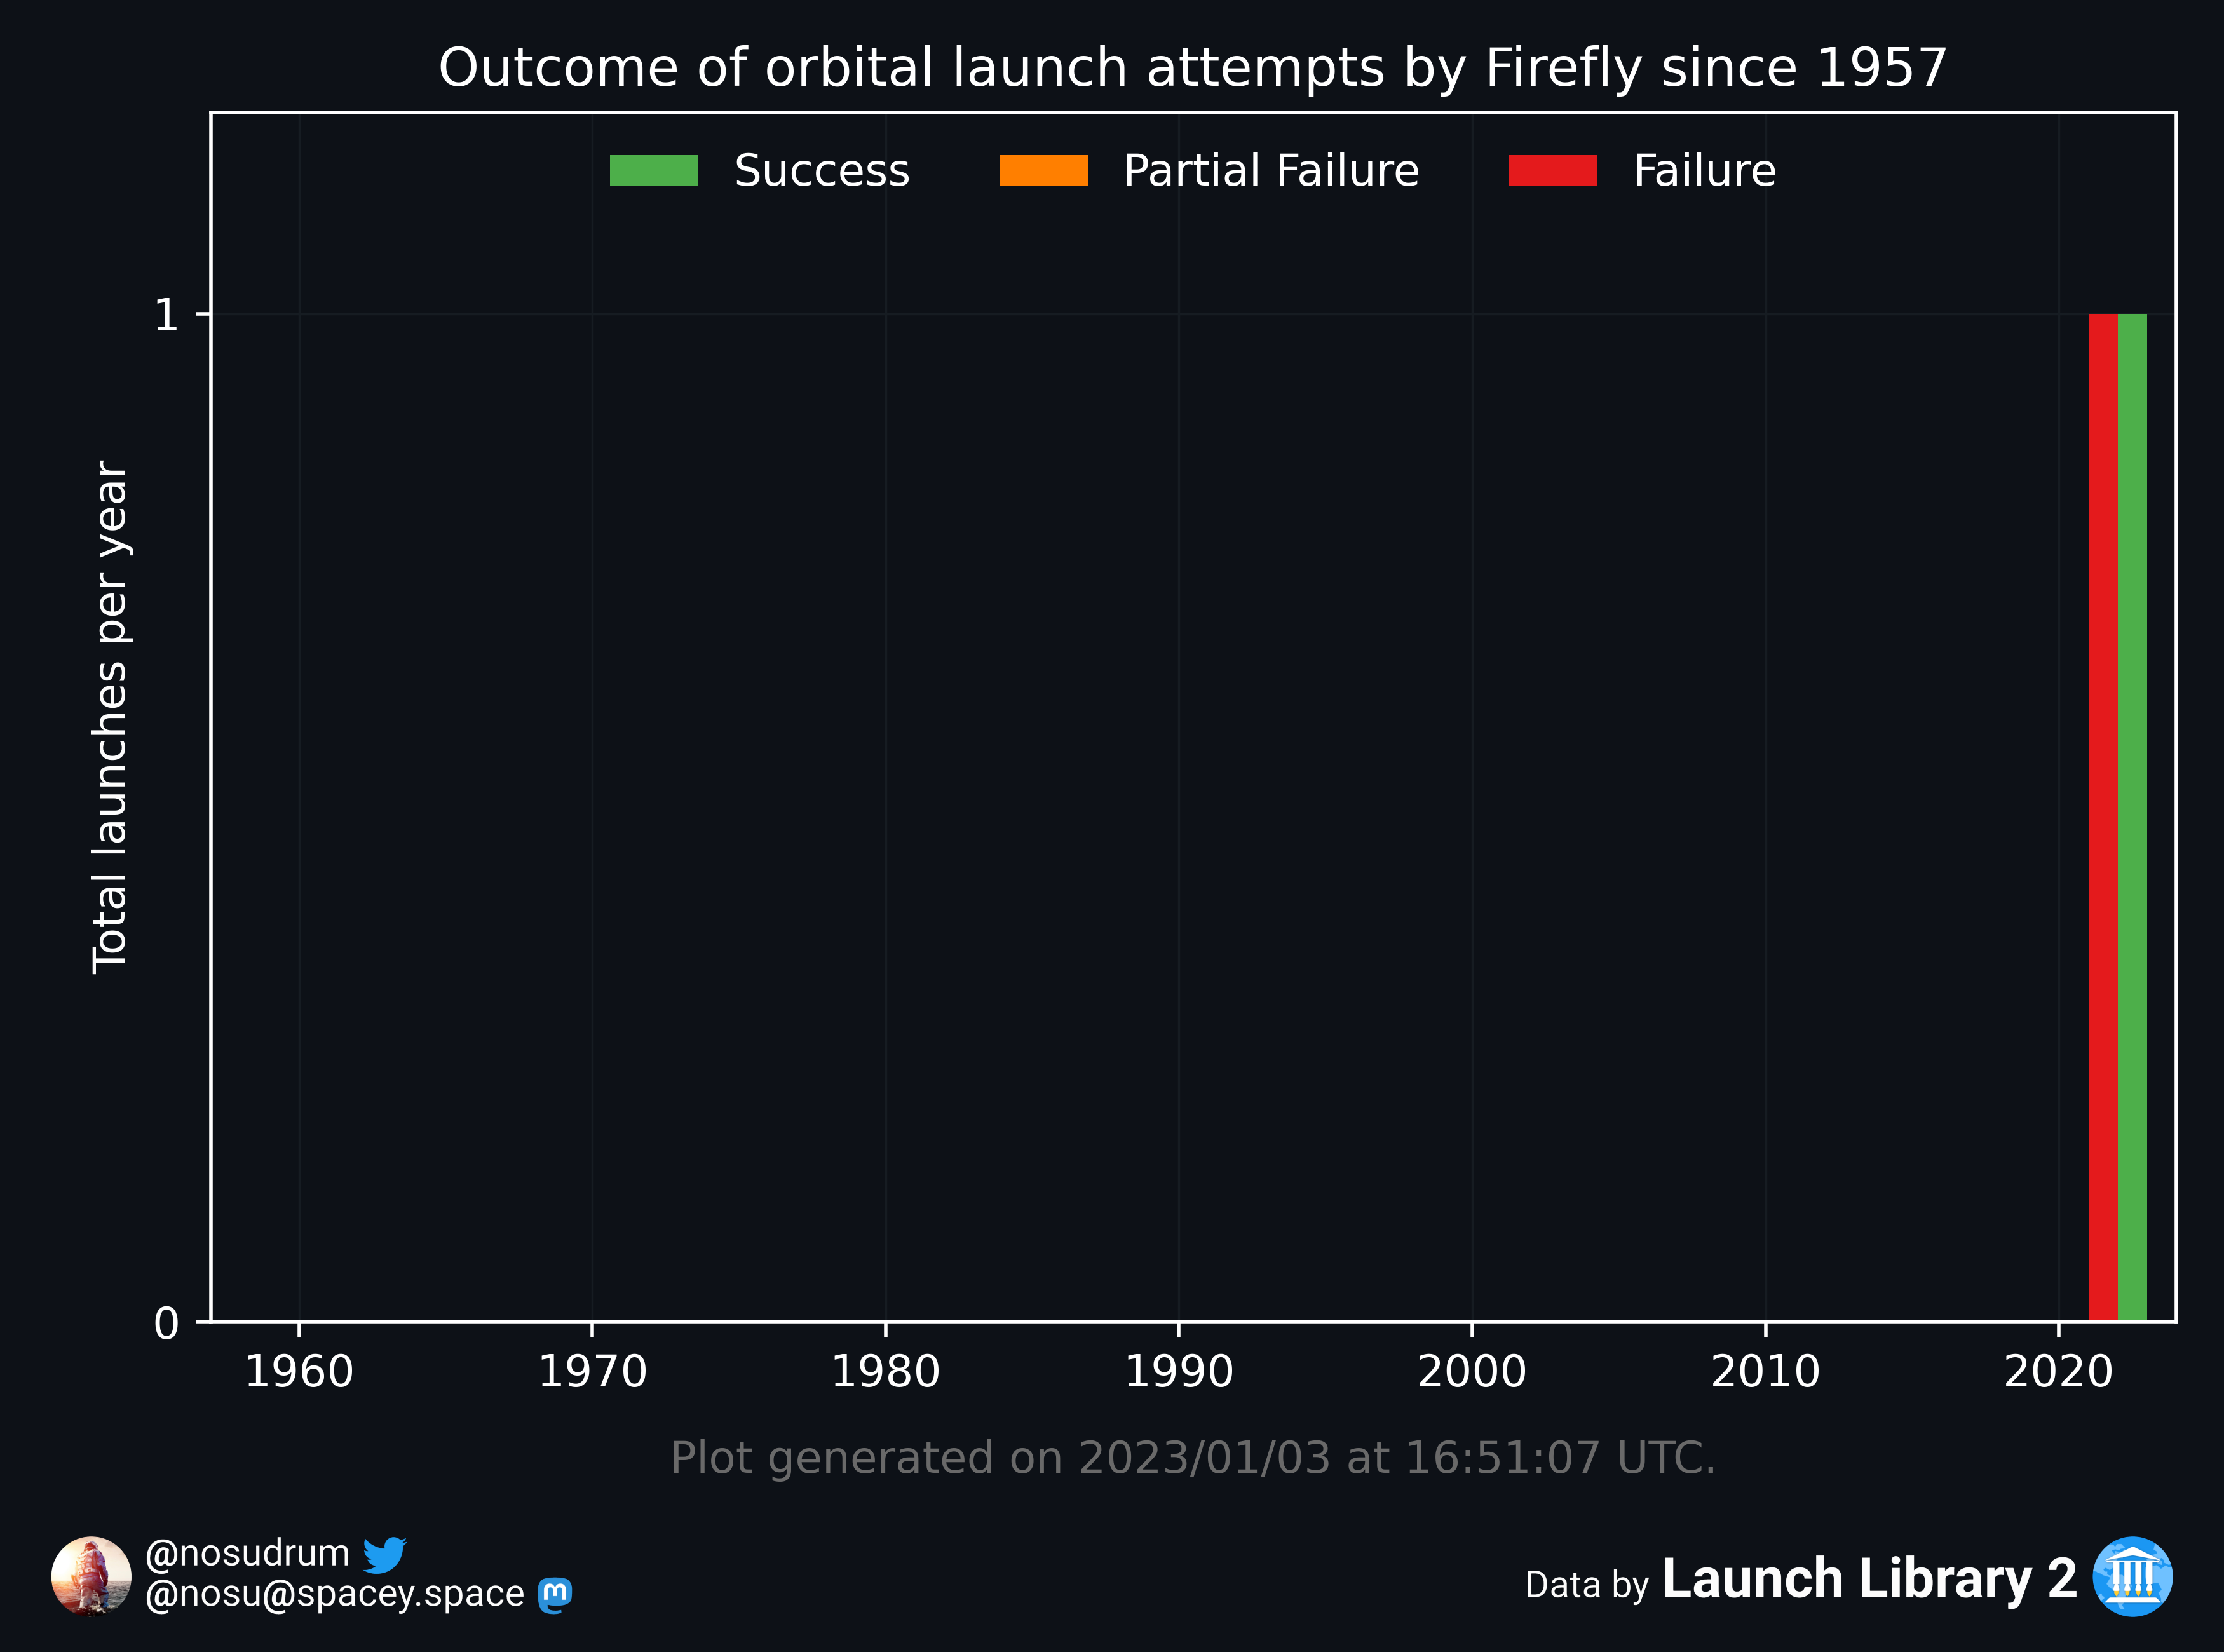 Outcome of orbital launch attempts by Firefly since 1957
Success Partial Failure Failure
Total launches per year
1
0
1960 1970 1980 1990 2000 2010 2020
Plot generated on 2023/01/03 at 16:51:07 UTC.
@nosudrum
@nosu@spacey.space
Data by Launch Library 2